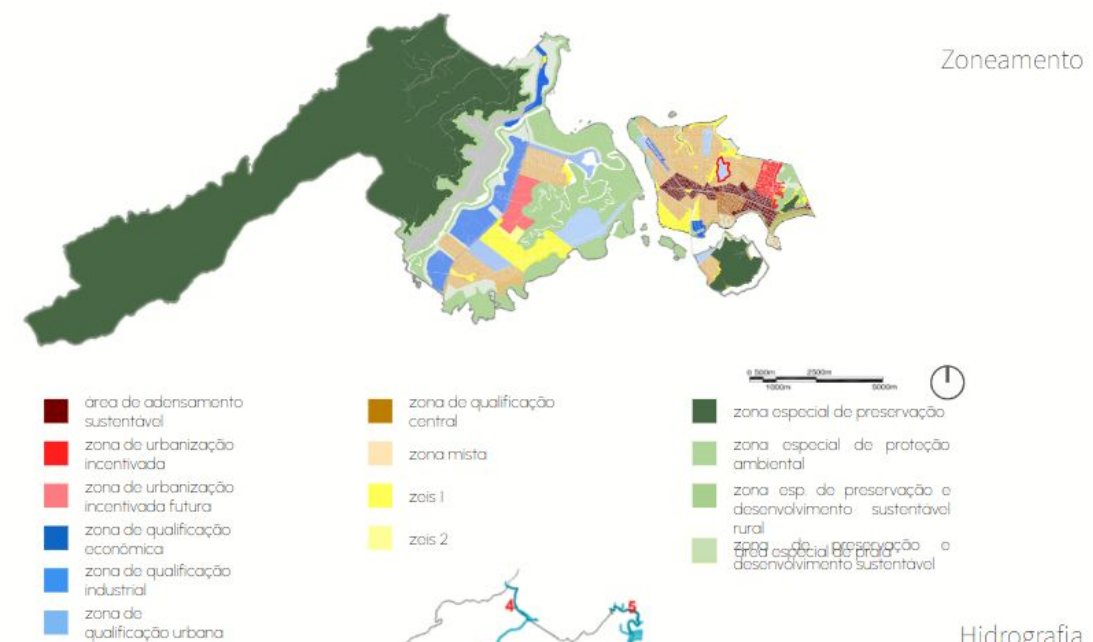 Zoneamento
0 500m 2500m
1000m 5000m
área de adensamento
sustentável
zona de urbanização
incentivada
zona de urbanização
incentivada futura
zona de qualificação
econômica
zona de qualificação
industrial
zona de
qualificação urbana
zona de qualificação
central
zona mista
zeis 1
zeis 2
zona especial de preservação
zona especial de proteção
ambiental
zona esp. de preservação e
desenvolvimento sustentável
rural
zona de preservação e
área especial de praia
desenvolvimento sustentável
4
5
Hidrografia